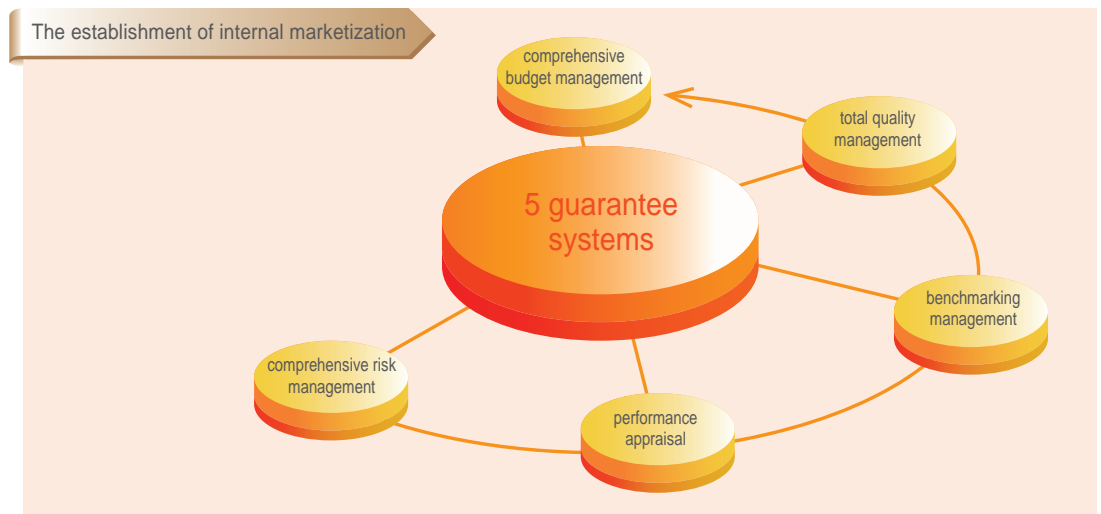 The establishment of internal marketization
comprehensive
budget management
total quality
management
5 guarantee
systems
benchmarking
management
comprehensive risk
management
performance
appraisal